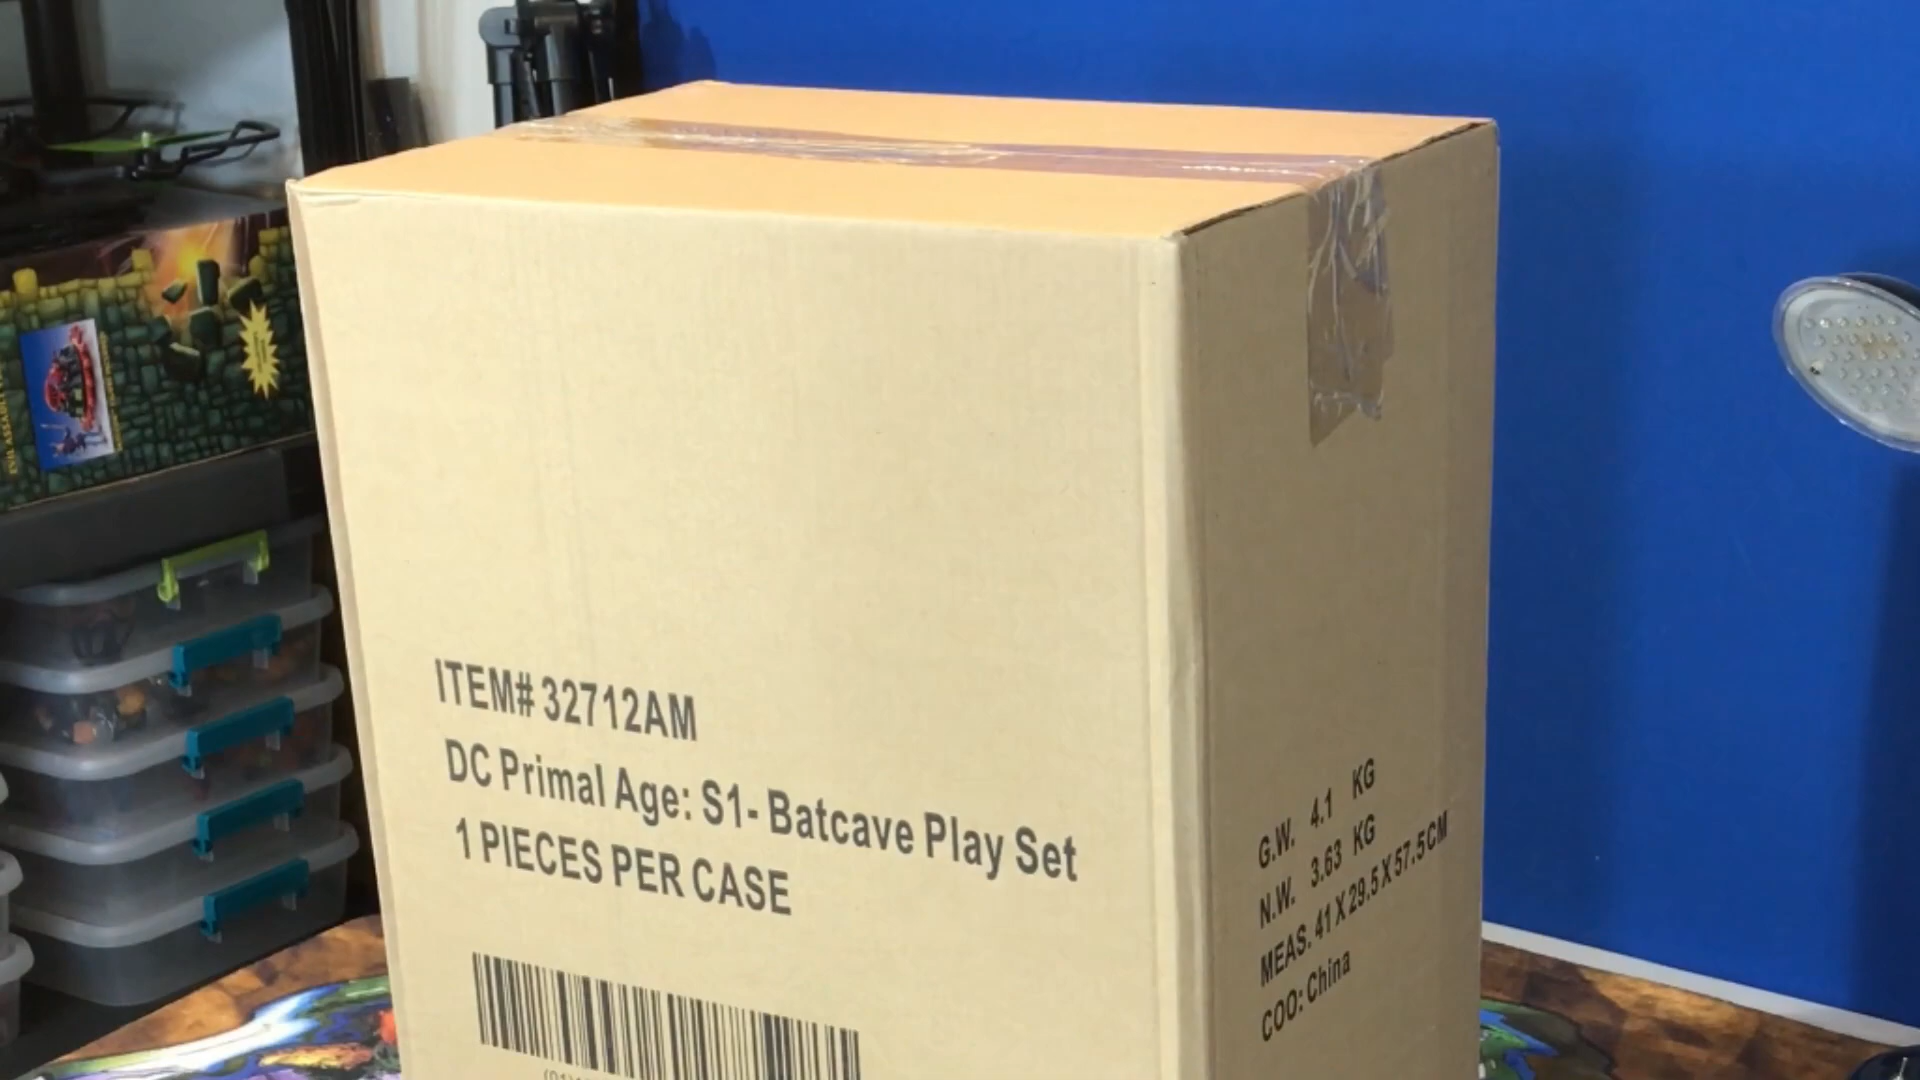 ITEM# 32712AM
DC Primal Age: S1- Batcave Play Set
1 PIECES PER CASE
G.W. 4.1 KG
N.W. 3.63 KG
MEAS. 41 X 29.5 X 57.5CM
COO: China